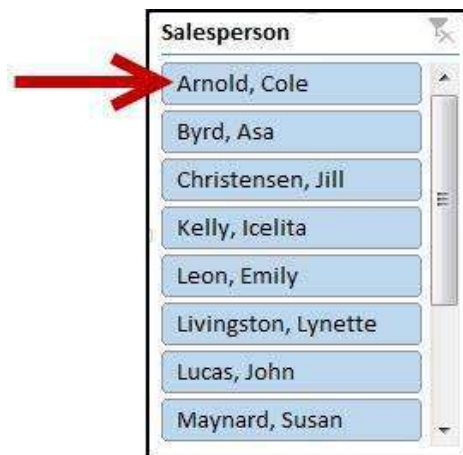 Salesperson
Arnold, Cole
Byrd, Asa
Christensen, Jill
Kelly, Icelita
Leon, Emily
Livingston, Lynette
Lucas, John
Maynard, Susan